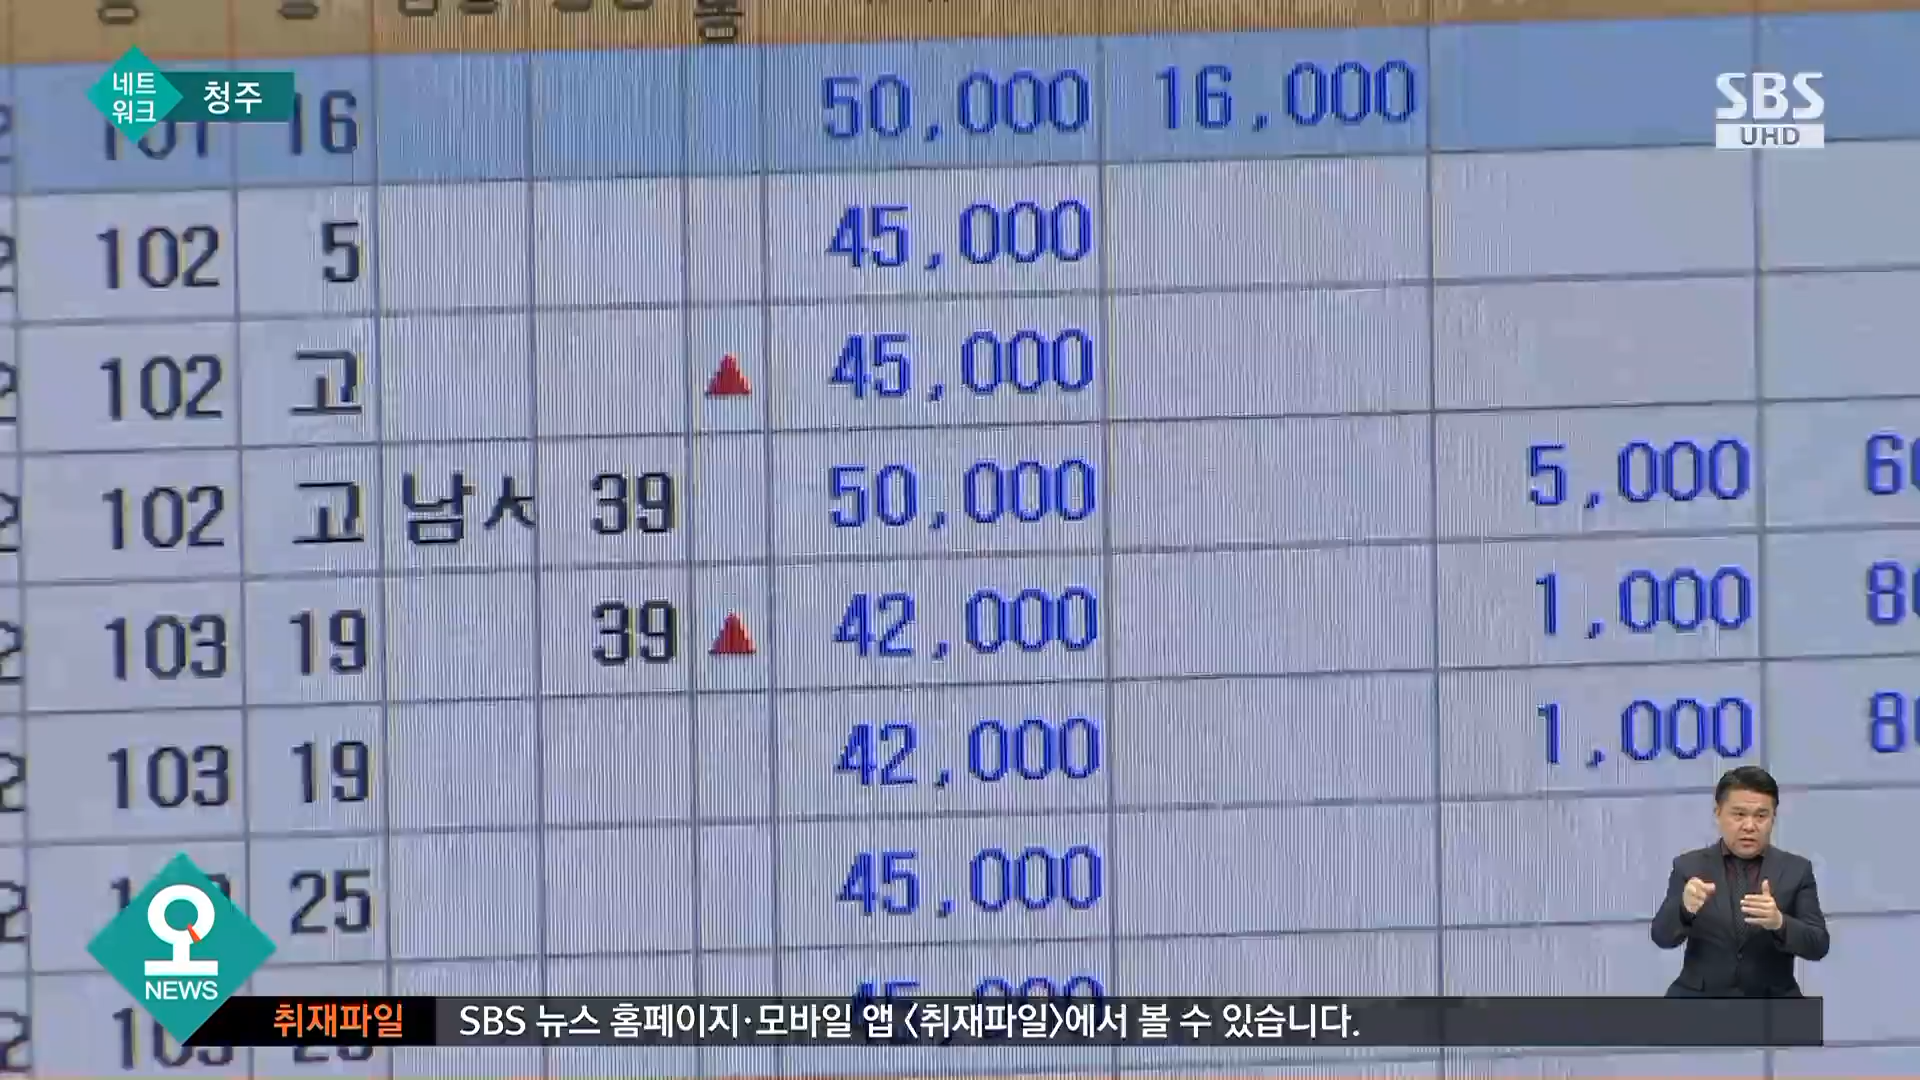 네트
워크
청주
SBS
UHD
16 50,000 16,000
102 5 45,000
102 고 ▲ 45,000
102 고 남서 39 50,000 5,000
103 19 39 ▲ 42,000 1,000
103 19 42,000 1,000
25 45,000
오
NEWS
취재파일 SBS 뉴스 홈페이지·모바일 앱 〈취재파일〉에서 볼 수 있습니다.